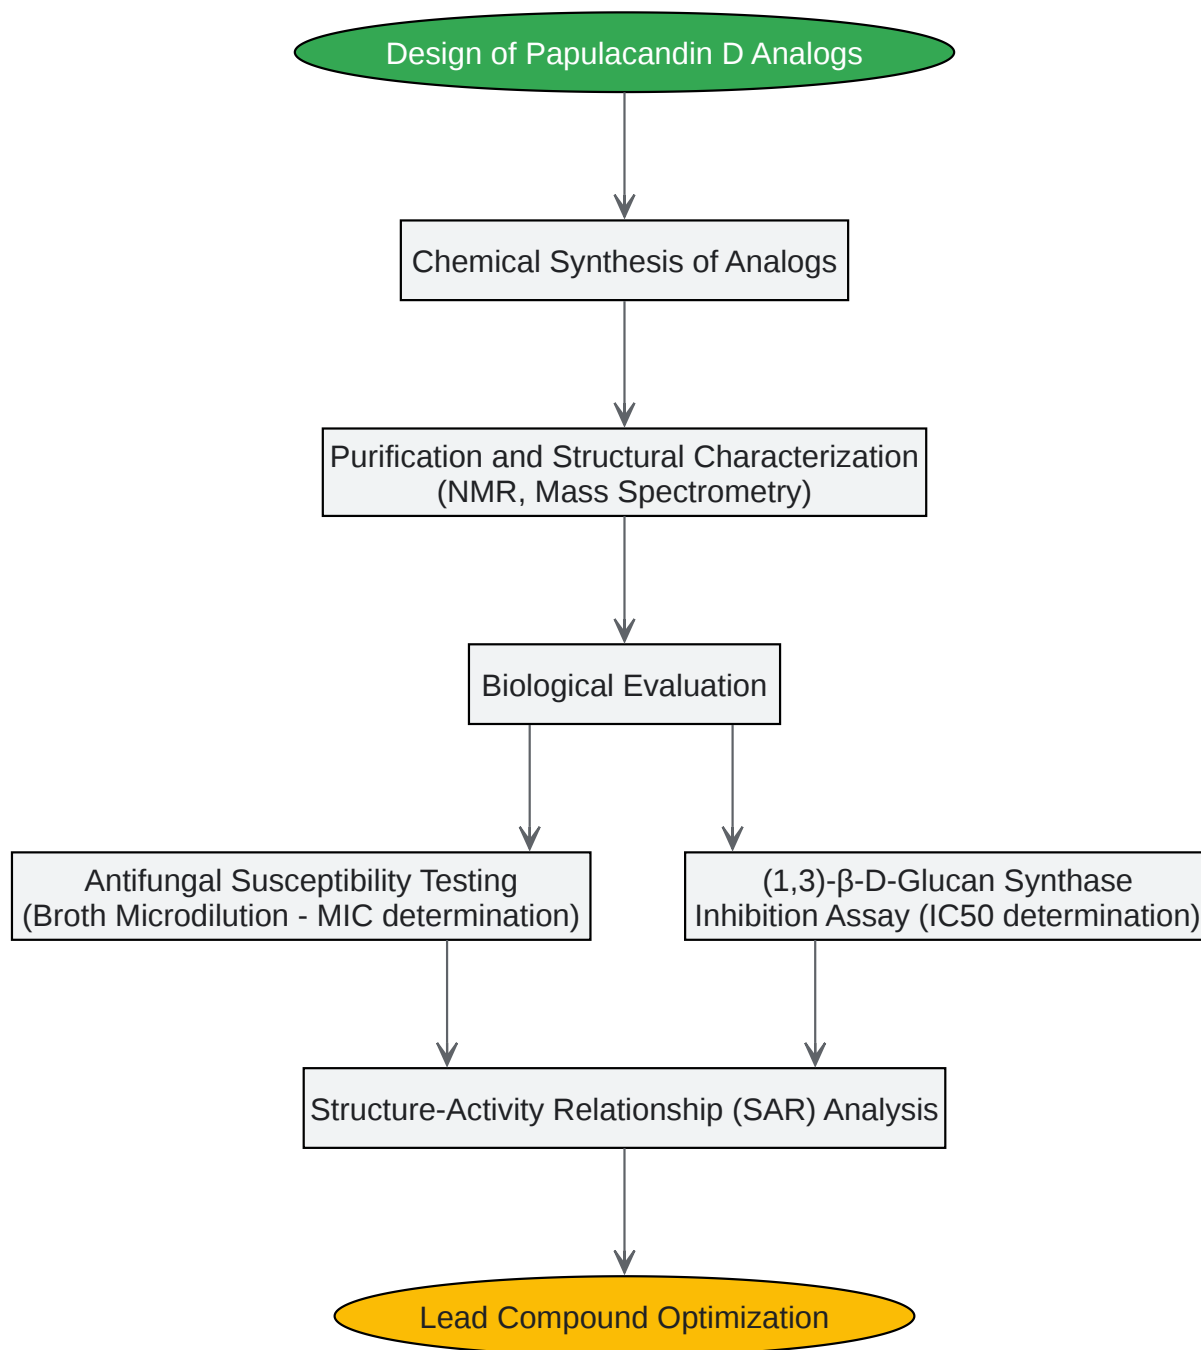 Design of Papulacandin D Analogs
Chemical Synthesis of Analogs
Purification and Structural Characterization
(NMR, Mass Spectrometry)
Biological Evaluation
Antifungal Susceptibility Testing
(Broth Microdilution - MIC determination)
(1,3)-β-D-Glucan Synthase
Inhibition Assay (IC50 determination)
Structure-Activity Relationship (SAR) Analysis
Lead Compound Optimization